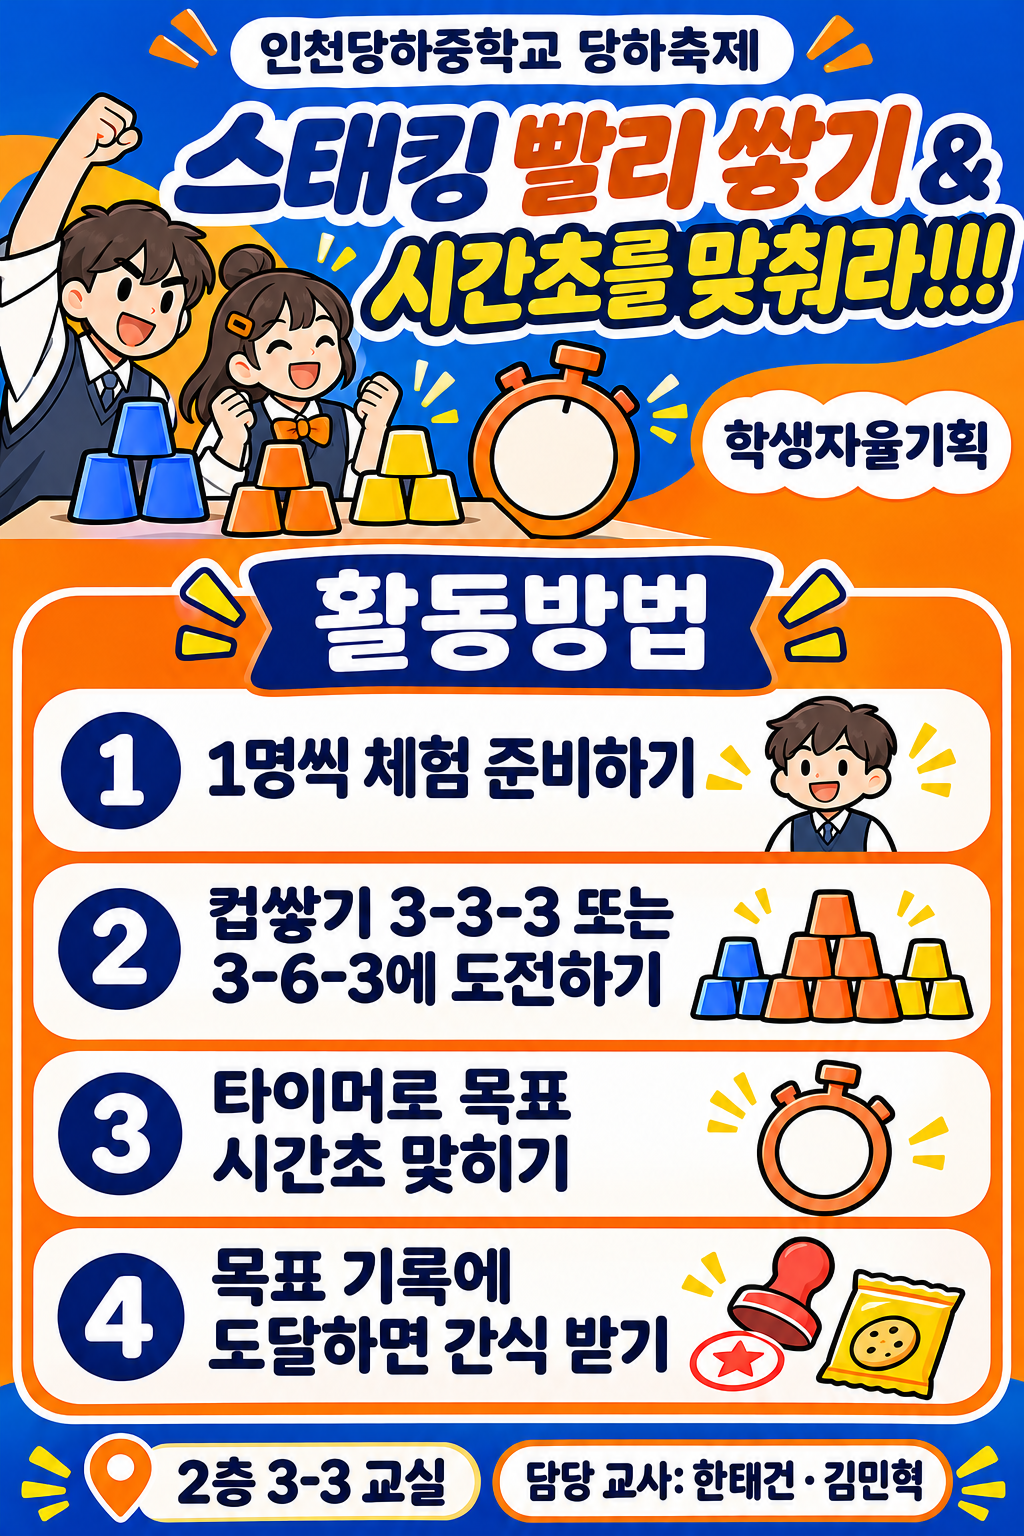 인천당하중학교 당하축제
스태킹 빨리 쌓기 &
시간초를 맞춰라!!!
학생자율기획
활동방법
1 1명씩 체험 준비하기
2 컵쌓기 3-3-3 또는
3-6-3에 도전하기
3 타이머로 목표
시간초 맞히기
4 목표 기록에
도달하면 간식 받기
2층 3-3 교실
담당 교사: 한태건 · 김민혁